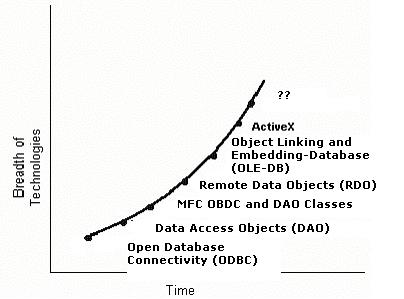 ??
ActiveX
Object Linking and
Embedding-Database
(OLE-DB)
Remote Data Objects (RDO)
MFC OBDC and DAO Classes
Data Access Objects (DAO)
Open Database
Connectivity (ODBC)
Breadth of
Technologies
Time